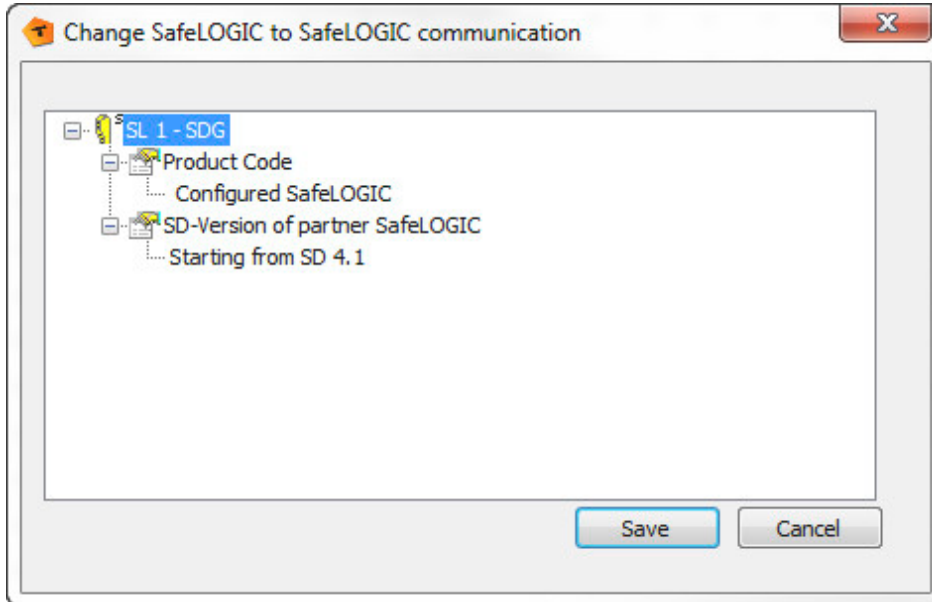 Change SafeLOGIC to SafeLOGIC communication
S
SL 1 - SDG
Product Code
Configured SafeLOGIC
SD-Version of partner SafeLOGIC
Starting from SD 4.1
Save
Cancel